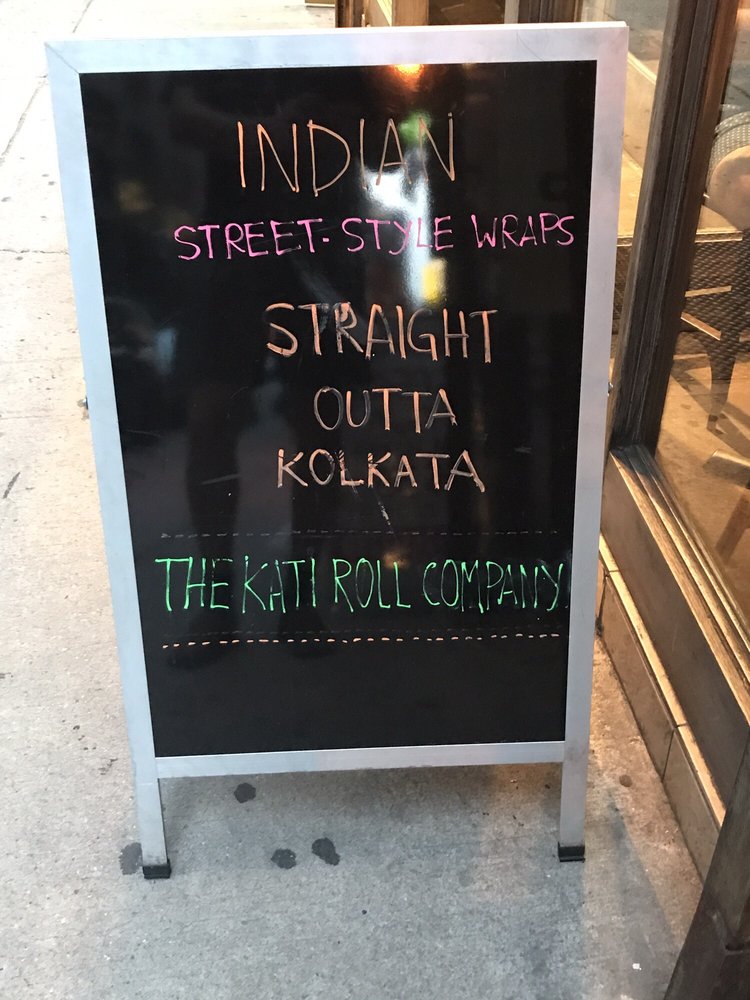 INDIAN
STREET-STYLE WRAPS
STRAIGHT
OUTTA
KOLKATA
THE KATI ROLL COMPANY